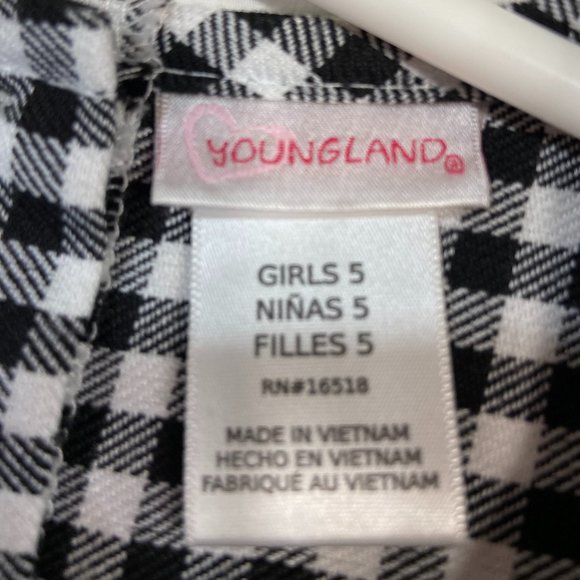 YOUNGLAND®
GIRLS 5
NIÑAS 5
FILLES 5
RN#16518
MADE IN VIETNAM
HECHO EN VIETNAM
FABRIQUÉ AU VIETNAM